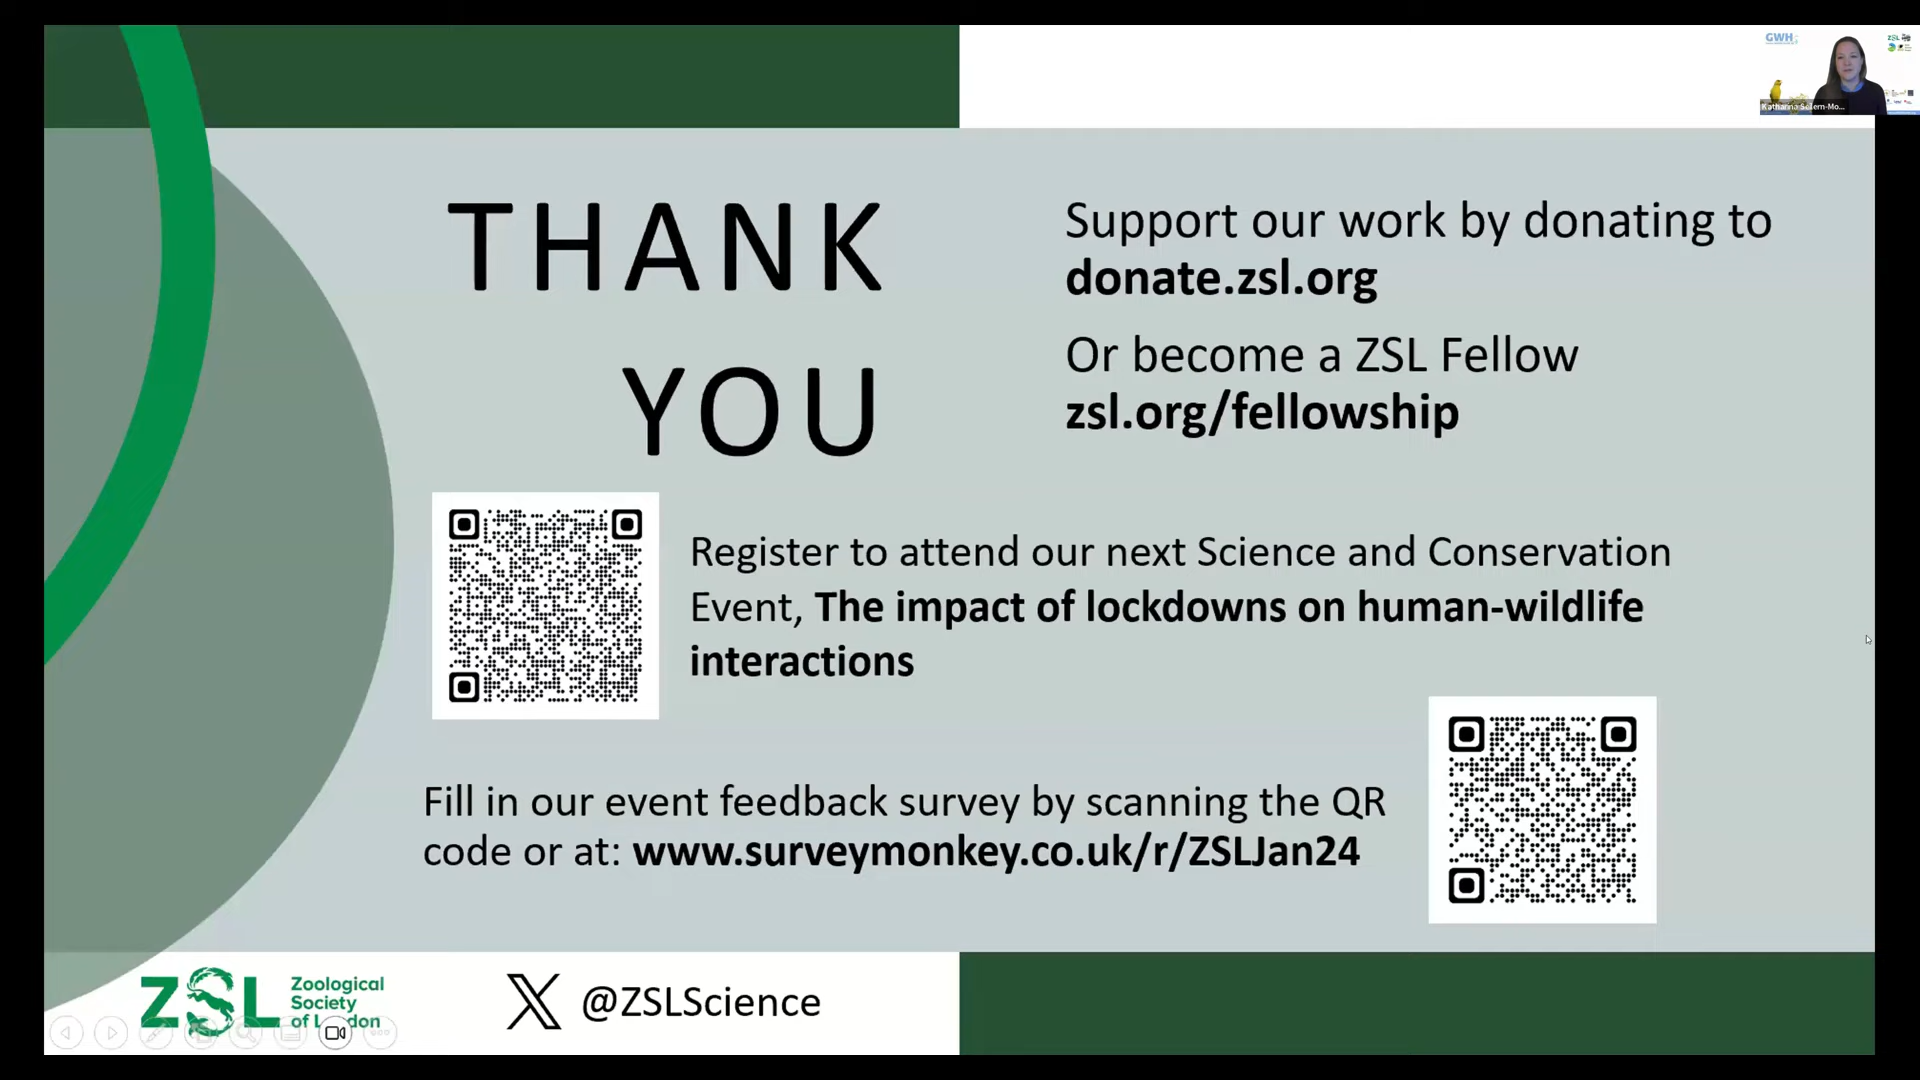 THANK
YOU
Support our work by donating to
donate.zsl.org
Or become a ZSL Fellow
zsl.org/fellowship
Register to attend our next Science and Conservation
Event, The impact of lockdowns on human-wildlife
interactions
Fill in our event feedback survey by scanning the QR
code or at: www.surveymonkey.co.uk/r/ZSLJan24
ZSL
Zoological
Society
of London
@ZSLScience
GWH
ZSL